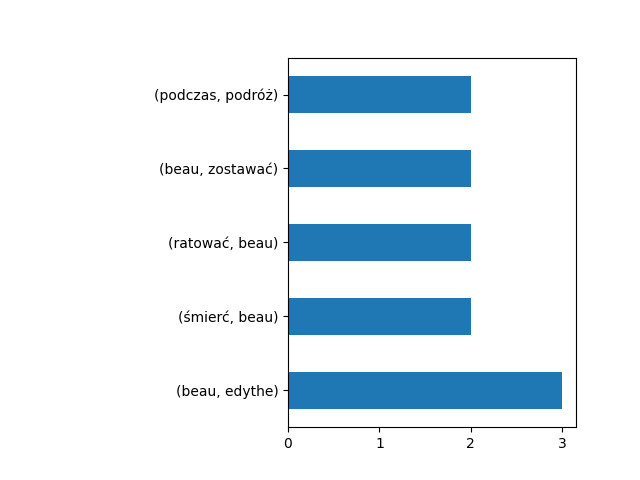 (podczas, podróż)
(beau, zostawać)
(ratować, beau)
(śmierć, beau)
(beau, edythe)
0 1 2 3